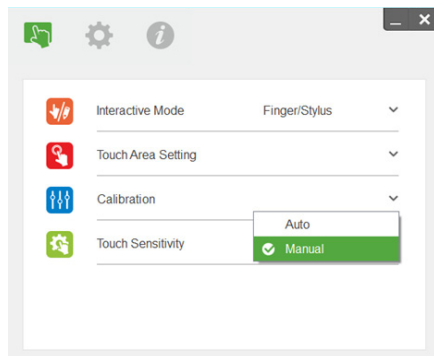 Interactive Mode Finger/Stylus
Touch Area Setting
Calibration
Auto
Touch Sensitivity
Manual